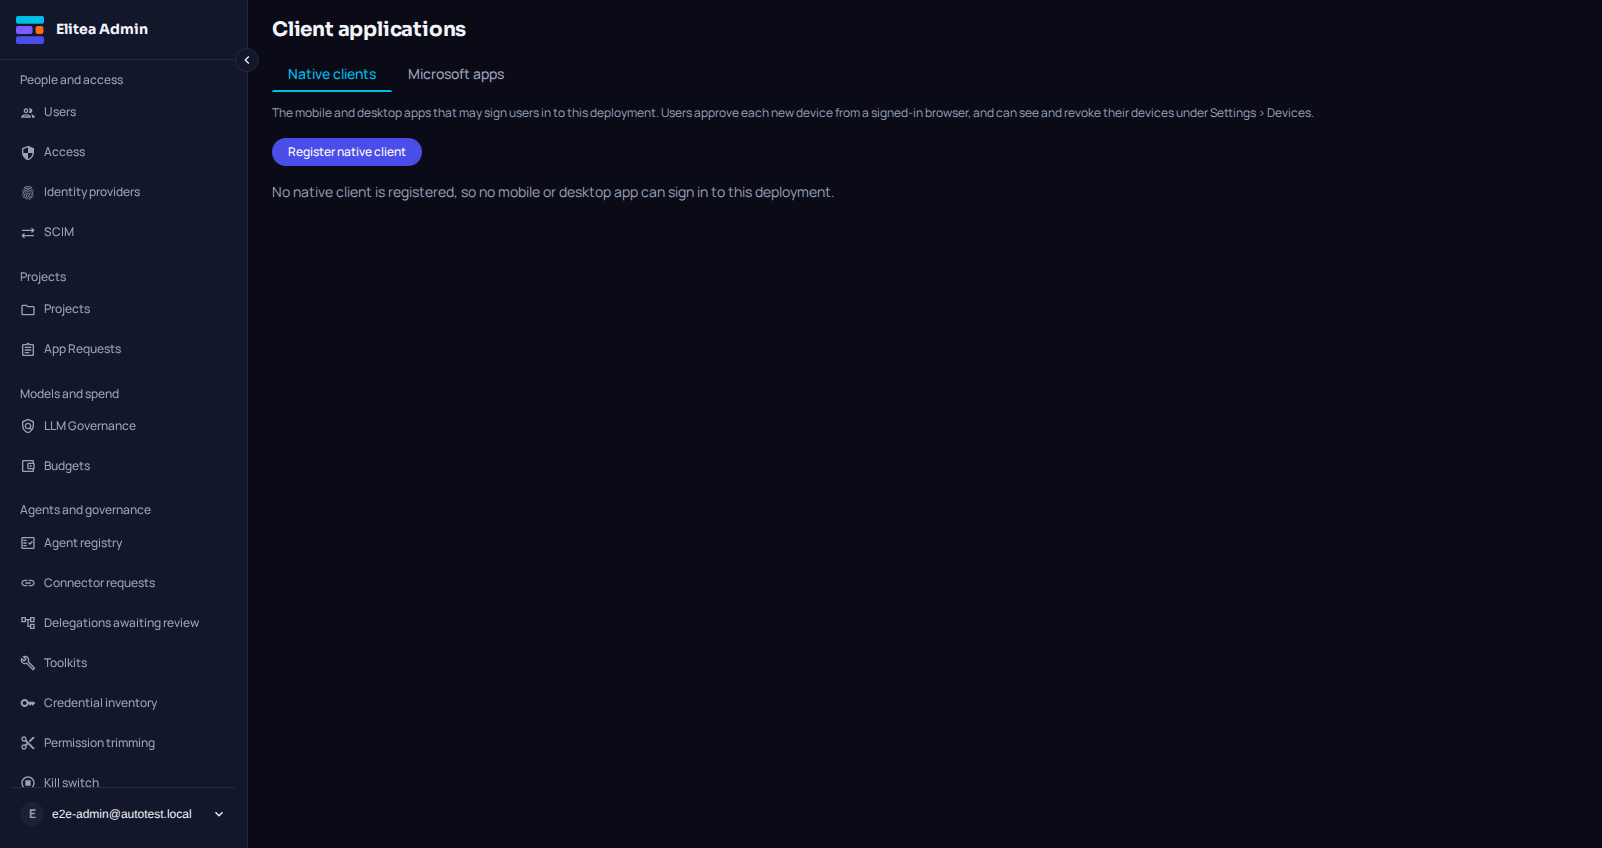 Elitea Admin
People and access
Users
Access
Identity providers
SCIM
Projects
Projects
App Requests
Models and spend
LLM Governance
Budgets
Agents and governance
Agent registry
Connector requests
Delegations awaiting review
Toolkits
Credential inventory
Permission trimming
Kill switch
E e2e-admin@autotest.local
Client applications
Native clients Microsoft apps
The mobile and desktop apps that may sign users in to this deployment. Users approve each new device from a signed-in browser, and can see and revoke their devices under Settings > Devices.
Register native client
No native client is registered, so no mobile or desktop app can sign in to this deployment.